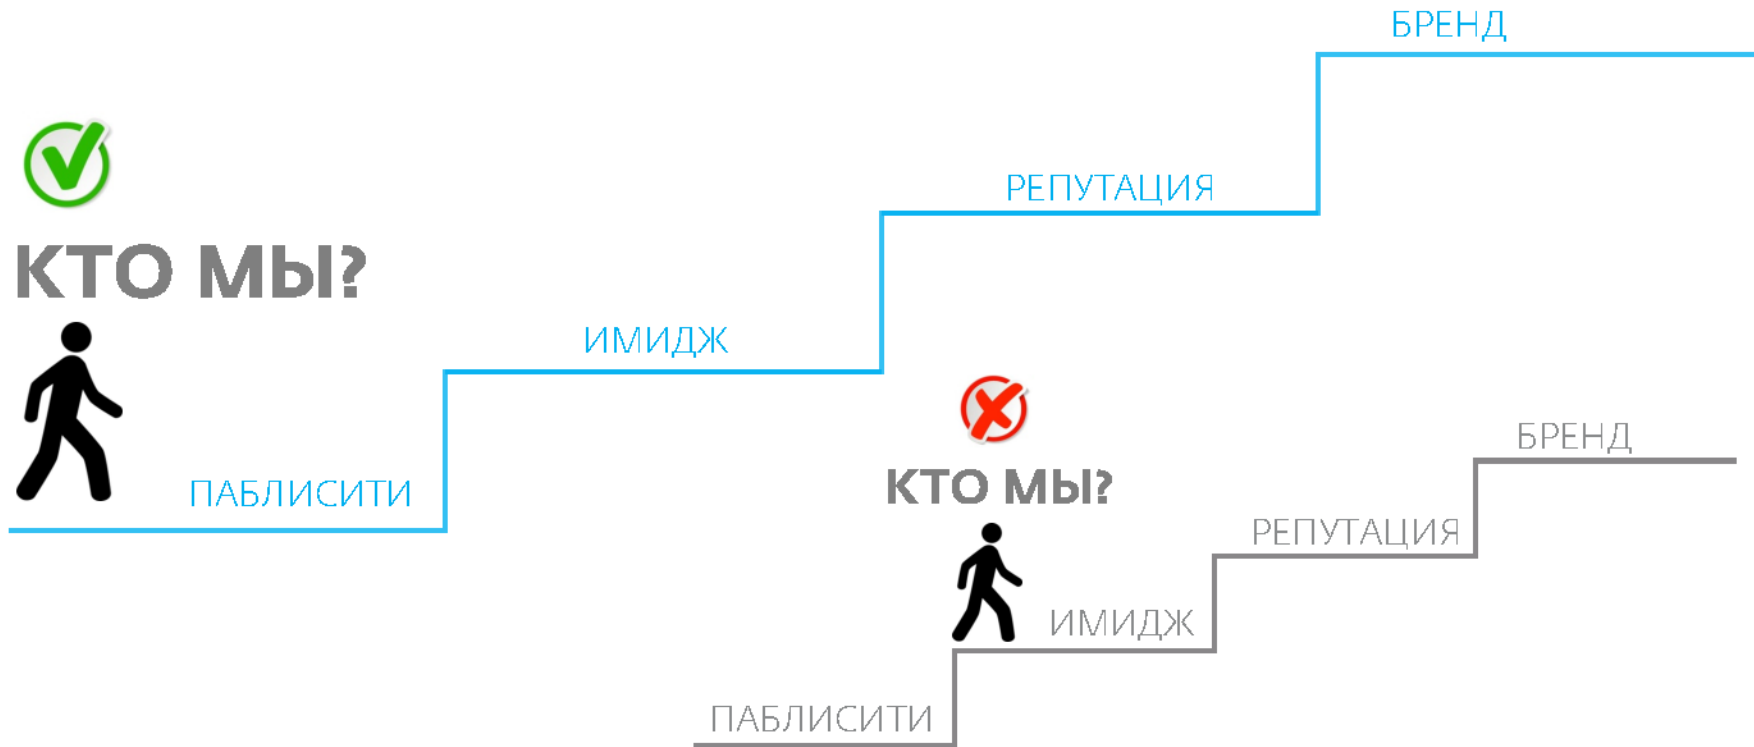 БРЕНД
РЕПУТАЦИЯ
КТО МЫ?
ИМИДЖ
ПАБЛИСИТИ
БРЕНД
КТО МЫ?
РЕПУТАЦИЯ
ИМИДЖ
ПАБЛИСИТИ